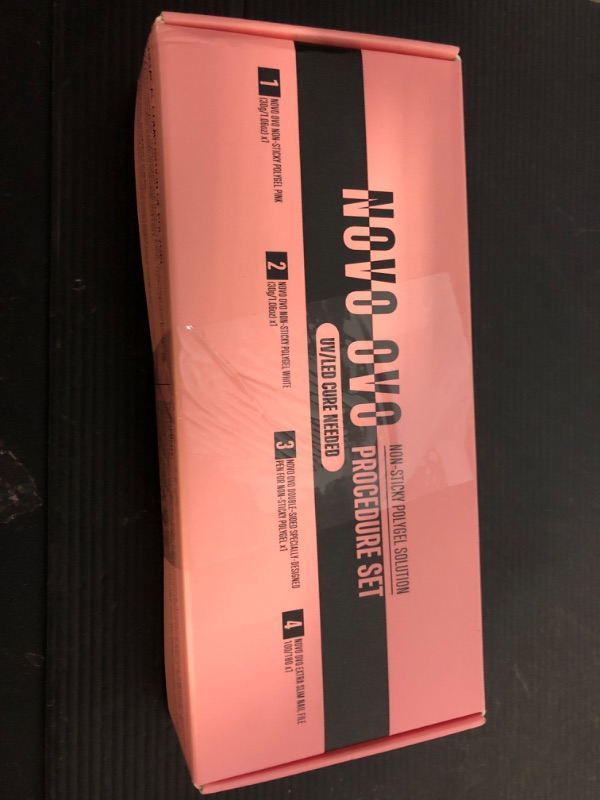 NON-STICKY POLYGEL SOLUTION
NOVO OVO PROCEDURE SET
UV/LED CURE NEEDED
1 NOVO OVO NON-STICKY POLYGEL PINK
(30g/1.06oz) x1
2 NOVO OVO NON-STICKY POLYGEL WHITE
(30g/1.06oz) x1
3 NOVO OVO DOUBLE-SIDED SPECIALLY-DESIGNED
PEN FOR NON-STICKY POLYGEL x1
4 NOVO OVO EXTRA SLIM NAIL FILE
100/180 x1